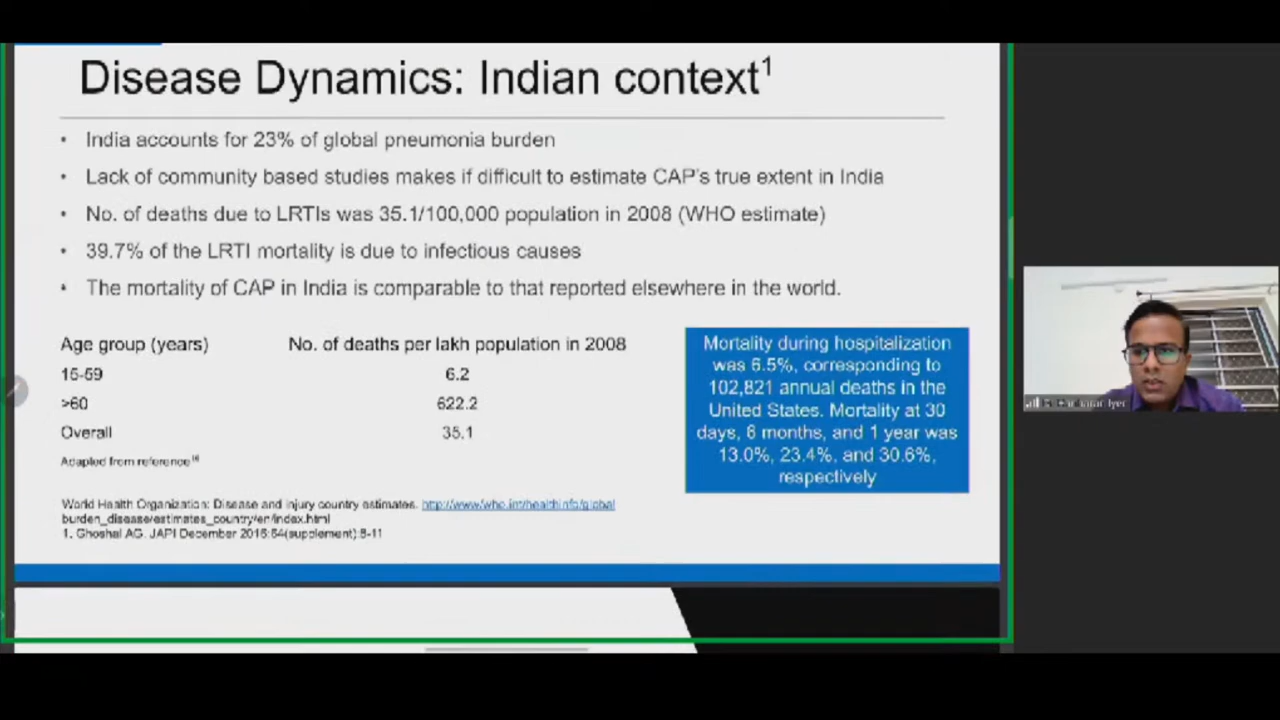 Disease Dynamics: Indian context1
• India accounts for 23% of global pneumonia burden
• Lack of community based studies makes if difficult to estimate CAP's true extent in India
• No. of deaths due to LRTIs was 35.1/100,000 population in 2008 (WHO estimate)
• 39.7% of the LRTI mortality is due to infectious causes
• The mortality of CAP in India is comparable to that reported elsewhere in the world.
Age group (years) No. of deaths per lakh population in 2008
15-59 6.2
>60 622.2
Overall 35.1
Adapted from reference
Mortality during hospitalization
was 6.5%, corresponding to
102,821 annual deaths in the
United States. Mortality at 30
days, 6 months, and 1 year was
13.0%, 23.4%, and 30.6%,
respectively
World Health Organization: Disease and injury country estimates. http://www/who.int/healthinfo/global
burden_disease/estimates_country/en/index.html
1. Ghoshal AG. JAPI December 2016:64(supplement):8-11
Iyer